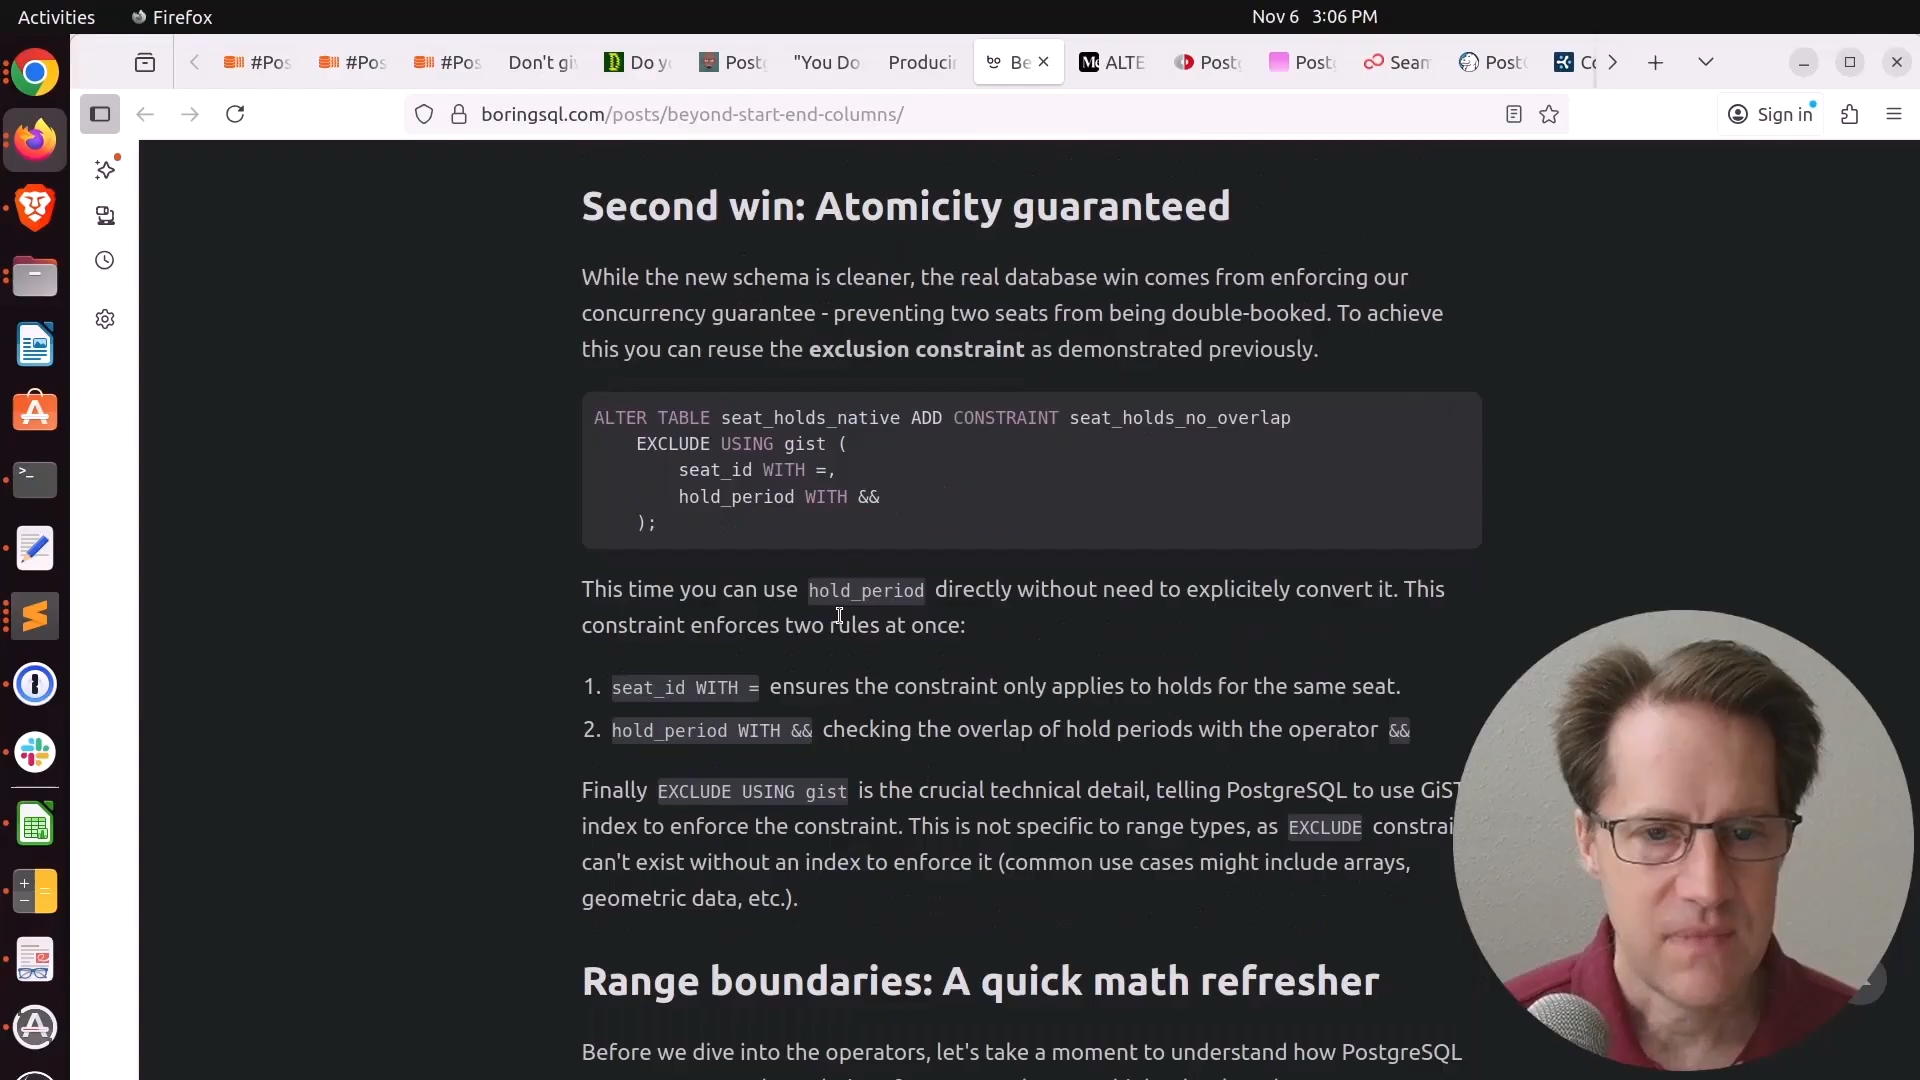 Activities
Firefox
Nov 6 3:06 PM
#Pos
#Pos
#Pos
Don't giv
Do y
Postg
"You Do
Producin
Be
ALTE
Postg
Postg
Seam
Post
Co
boringsql.com/posts/beyond-start-end-columns/
Sign in
Second win: Atomicity guaranteed
While the new schema is cleaner, the real database win comes from enforcing our
concurrency guarantee - preventing two seats from being double-booked. To achieve
this you can reuse the exclusion constraint as demonstrated previously.
ALTER TABLE seat_holds_native ADD CONSTRAINT seat_holds_no_overlap
EXCLUDE USING gist (
seat_id WITH =,
hold_period WITH &&
);
This time you can use hold_period directly without need to explicitely convert it. This
constraint enforces two rules at once:
1. seat_id WITH = ensures the constraint only applies to holds for the same seat.
2. hold_period WITH && checking the overlap of hold periods with the operator &&
Finally EXCLUDE USING gist is the crucial technical detail, telling PostgreSQL to use GiST
index to enforce the constraint. This is not specific to range types, as EXCLUDE constrai
can't exist without an index to enforce it (common use cases might include arrays,
geometric data, etc.).
Range boundaries: A quick math refresher
Before we dive into the operators, let's take a moment to understand how PostgreSQL